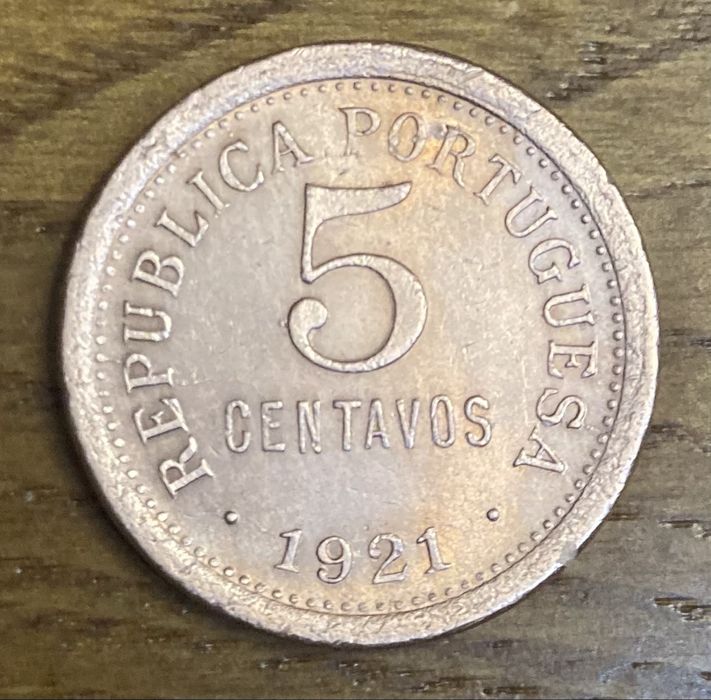 REPUBLICA PORTUGUESA
5
CENTAVOS
• 1921 •